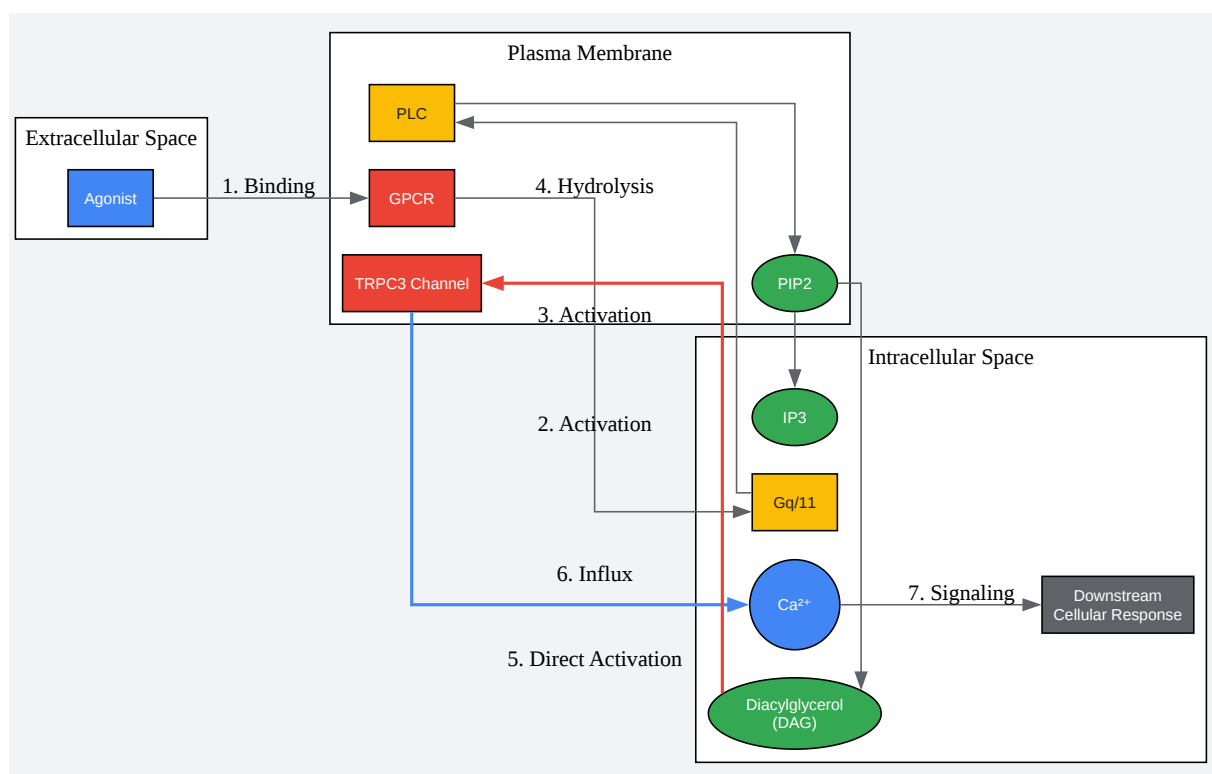 Plasma Membrane
PLC
Extracellular Space
Agonist
1. Binding
GPCR
4. Hydrolysis
TRPC3 Channel
PIP2
3. Activation
Intracellular Space
IP3
2. Activation
Gq/11
6. Influx
Ca²⁺
7. Signaling
Downstream
Cellular Response
5. Direct Activation
Diacylglycerol
(DAG)